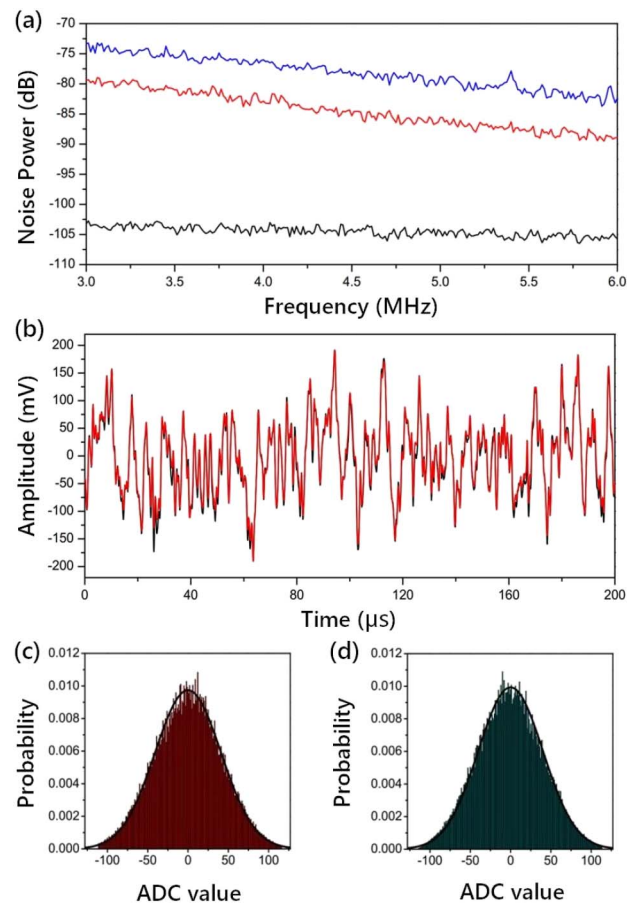 (a)
-70
-75
-80
-85
-90
-95
-100
-105
-110
Noise Power (dB)
3.0 3.5 4.0 4.5 5.0 5.5 6.0
Frequency (MHz)
(b)
200
150
100
50
0
-50
-100
-150
-200
Amplitude (mV)
0 40 80 120 160 200
Time (μs)
(c)
0.012
0.010
0.008
0.006
0.004
0.002
0.000
Probability
-100 -50 0 50 100
ADC value
(d)
0.012
0.010
0.008
0.006
0.004
0.002
0.000
Probability
-100 -50 0 50 100
ADC value